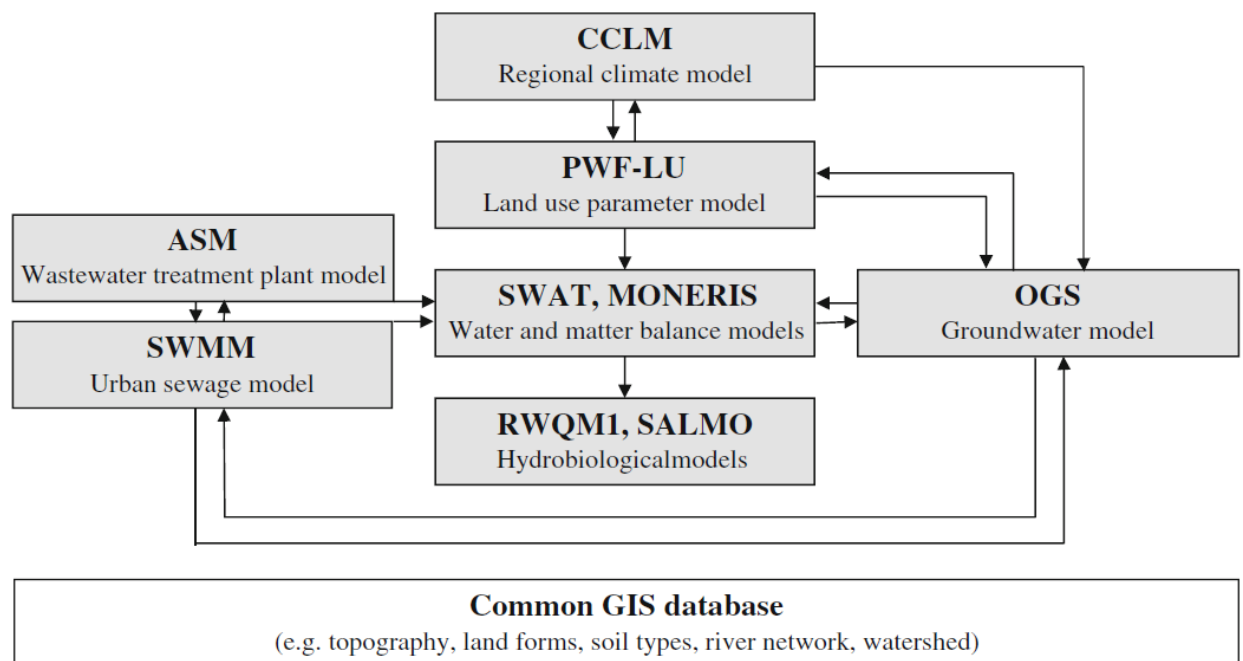 CCLM
Regional climate model
PWF-LU
Land use parameter model
ASM
Wastewater treatment plant model
SWMM
Urban sewage model
SWAT, MONERIS
Water and matter balance models
OGS
Groundwater model
RWQM1, SALMO
Hydrobiologicalmodels
Common GIS database
(e.g. topography, land forms, soil types, river network, watershed)